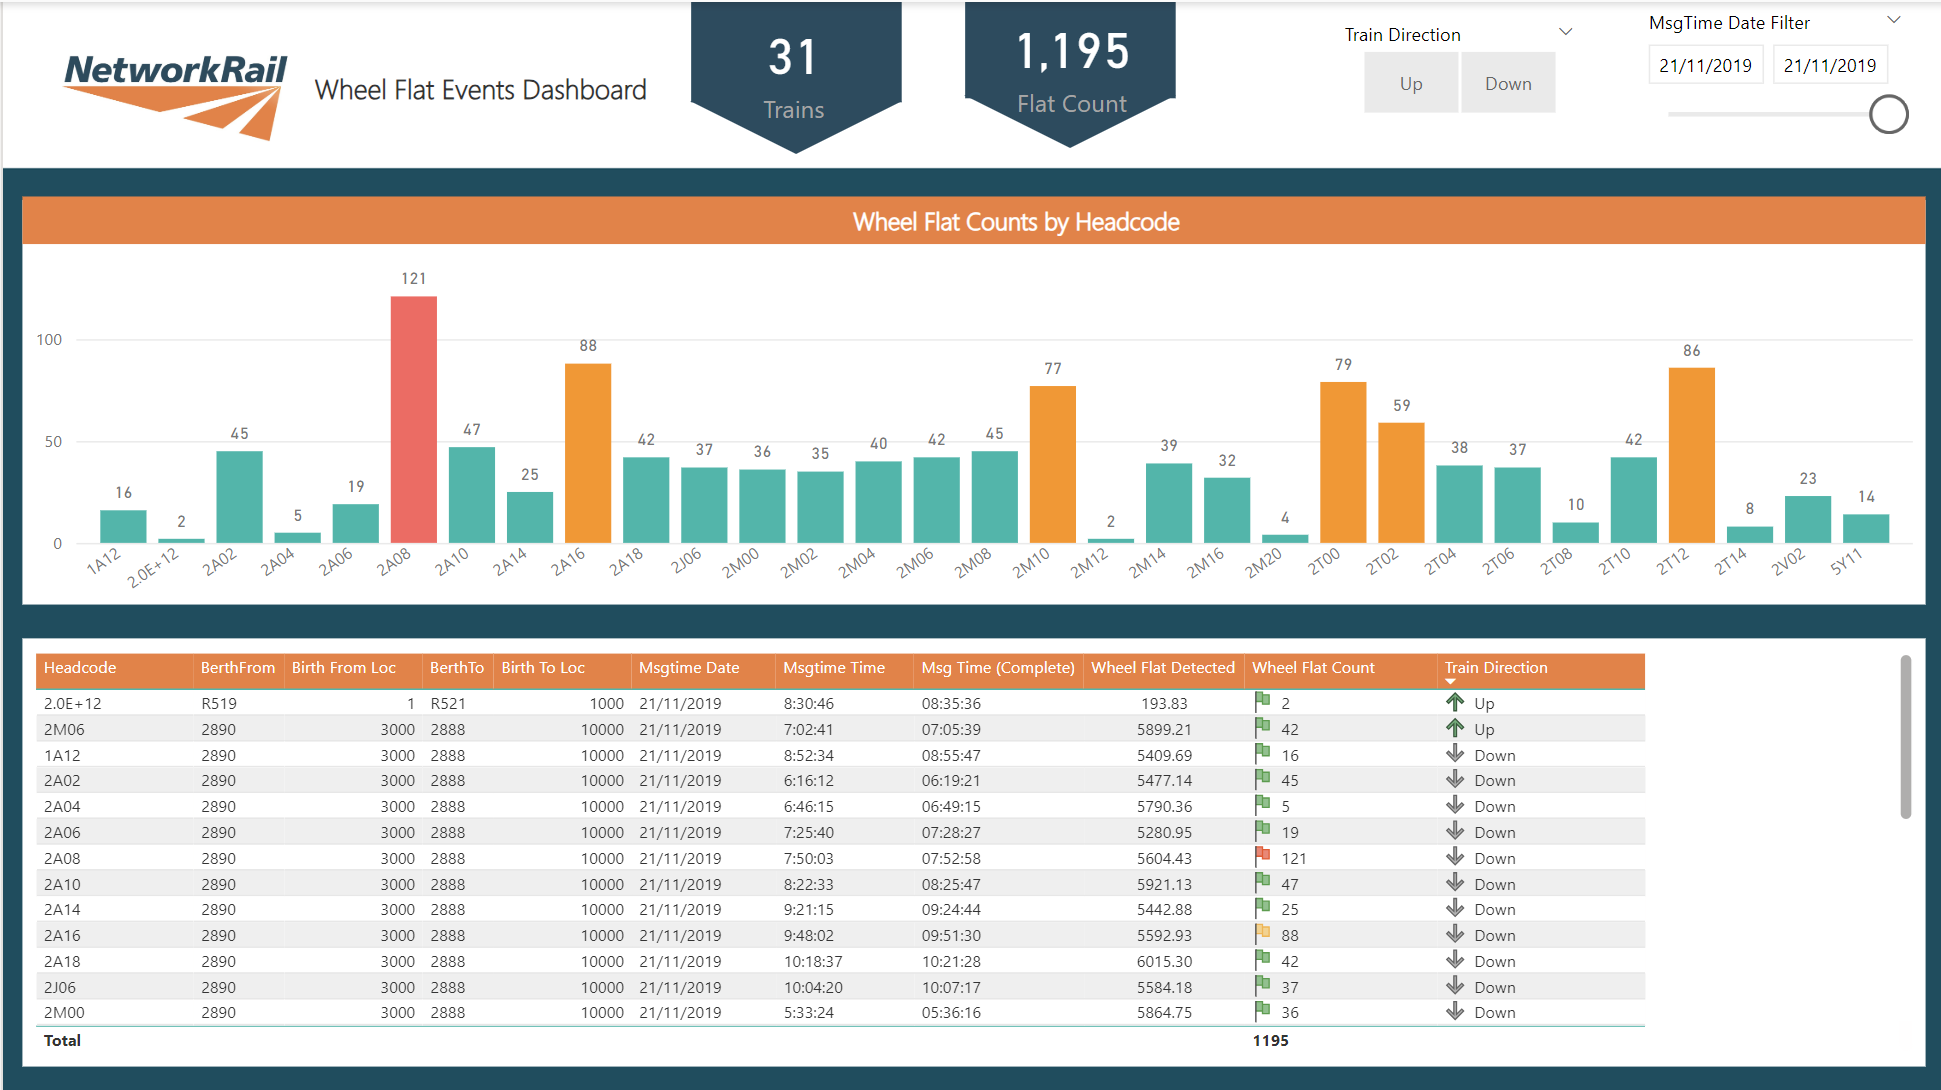 NetworkRail
Wheel Flat Events Dashboard
31
Trains
1,195
Flat Count
Train Direction
Up Down
MsgTime Date Filter
21/11/2019 21/11/2019
Wheel Flat Counts by Headcode
100
50
0
16 2 45 5 19 121 47 25 88 42 37 36 35 40 42 45 77 2 39 32 4 79 59 38 37 10 42 86 8 23 14
1A12 2.0E+12 2A02 2A04 2A06 2A08 2A10 2A14 2A16 2A18 2J06 2M00 2M02 2M04 2M06 2M08 2M10 2M12 2M14 2M16 2M20 2T00 2T02 2T04 2T06 2T08 2T10 2T12 2T14 2V02 5Y11
Headcode BerthFrom Birth From Loc BerthTo Birth To Loc Msgtime Date Msgtime Time Msg Time (Complete) Wheel Flat Detected Wheel Flat Count Train Direction
2.0E+12 R519 1 R521 1000 21/11/2019 8:30:46 08:35:36 193.83 2 Up
2M06 2890 3000 2888 10000 21/11/2019 7:02:41 07:05:39 5899.21 42 Up
1A12 2890 3000 2888 10000 21/11/2019 8:52:34 08:55:47 5409.69 16 Down
2A02 2890 3000 2888 10000 21/11/2019 6:16:12 06:19:21 5477.14 45 Down
2A04 2890 3000 2888 10000 21/11/2019 6:46:15 06:49:15 5790.36 5 Down
2A06 2890 3000 2888 10000 21/11/2019 7:25:40 07:28:27 5280.95 19 Down
2A08 2890 3000 2888 10000 21/11/2019 7:50:03 07:52:58 5604.43 121 Down
2A10 2890 3000 2888 10000 21/11/2019 8:22:33 08:25:47 5921.13 47 Down
2A14 2890 3000 2888 10000 21/11/2019 9:21:15 09:24:44 5442.88 25 Down
2A16 2890 3000 2888 10000 21/11/2019 9:48:02 09:51:30 5592.93 88 Down
2A18 2890 3000 2888 10000 21/11/2019 10:18:37 10:21:28 6015.30 42 Down
2J06 2890 3000 2888 10000 21/11/2019 10:04:20 10:07:17 5584.18 37 Down
2M00 2890 3000 2888 10000 21/11/2019 5:33:24 05:36:16 5864.75 36 Down
Total 1195